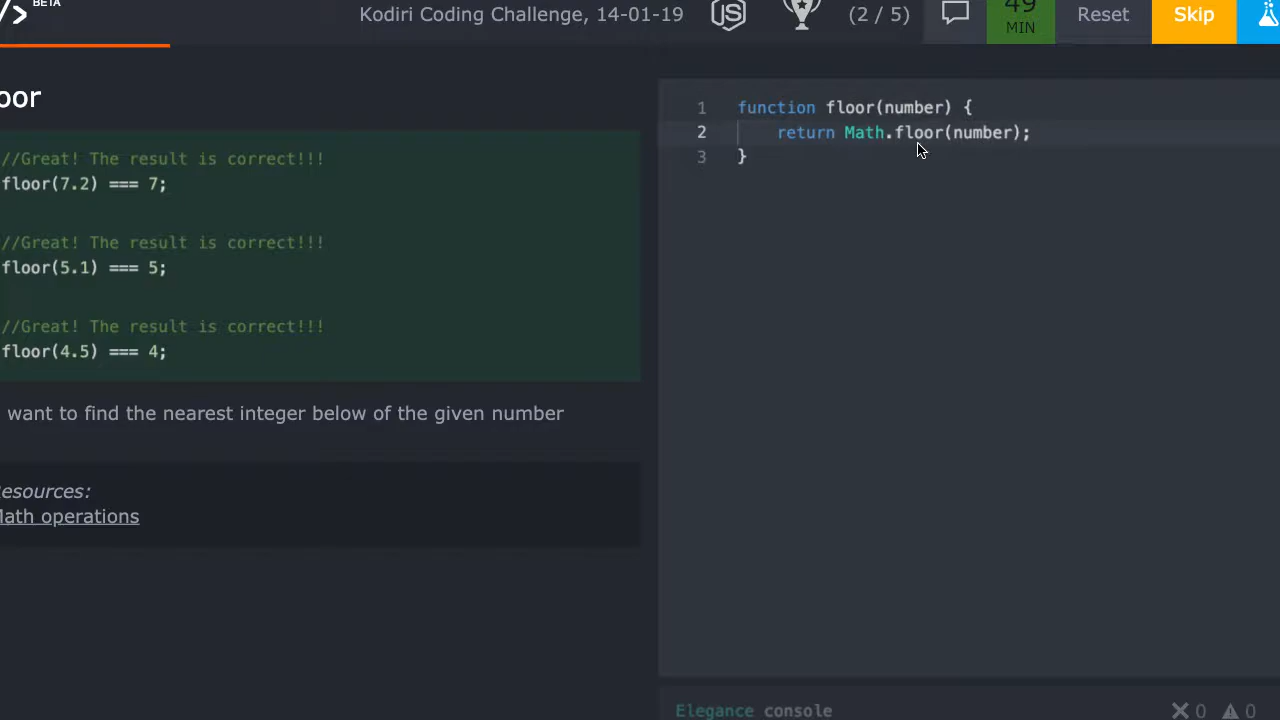 BETA
Kodiri Coding Challenge, 14-01-19
JS
(2 / 5)
49
MIN
Reset
Skip
oor
//Great! The result is correct!!!
floor(7.2) === 7;
//Great! The result is correct!!!
floor(5.1) === 5;
//Great! The result is correct!!!
floor(4.5) === 4;
want to find the nearest integer below of the given number
esources:
Math operations
1 function floor(number) {
2 return Math.floor(number);
3 }
Elegance console
0
0